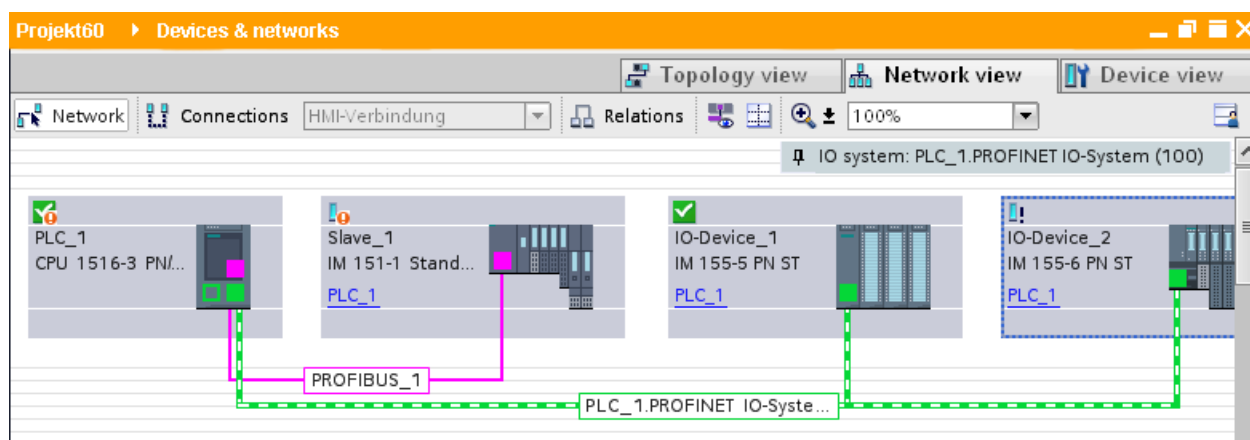 Projekt60 Devices & networks
Topology view Network view Device view
Network Connections HMI-Verbindung Relations 100%
IO system: PLC_1.PROFINET IO-System (100)
PLC_1
CPU 1516-3 PN/...
Slave_1
IM 151-1 Stand...
PLC_1
IO-Device_1
IM 155-5 PN ST
PLC_1
IO-Device_2
IM 155-6 PN ST
PLC_1
PROFIBUS_1
PLC_1.PROFINET IO-Syste...